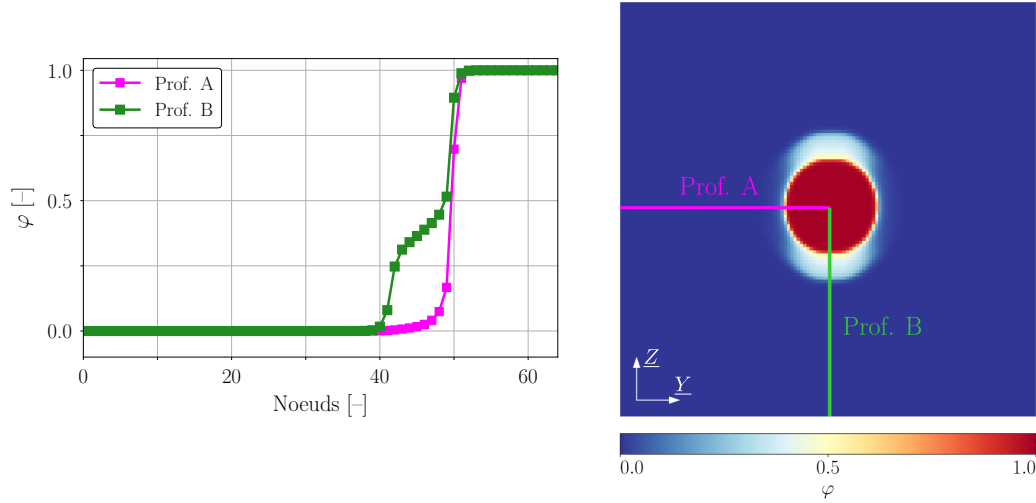 1.0
0.5
0.0
φ [–]
Prof. A
Prof. B
0
20
40
60
Noeuds [–]
Prof. A
Prof. B
Z
Y
0.0
0.5
1.0
φ